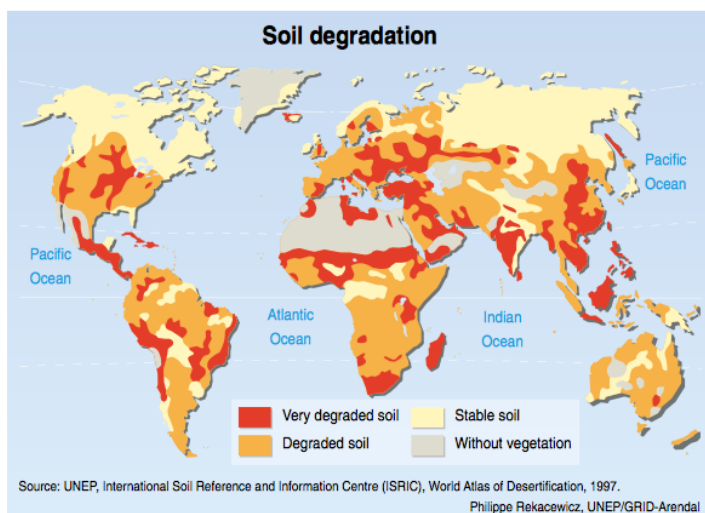 Soil degradation
Pacific
Ocean
Pacific
Ocean
Atlantic
Ocean
Indian
Ocean
Very degraded soil
Stable soil
Degraded soil
Without vegetation
Source: UNEP, International Soil Reference and Information Centre (ISRIC), World Atlas of Desertification, 1997.
Philippe Rekacewicz, UNEP/GRID-Arendal